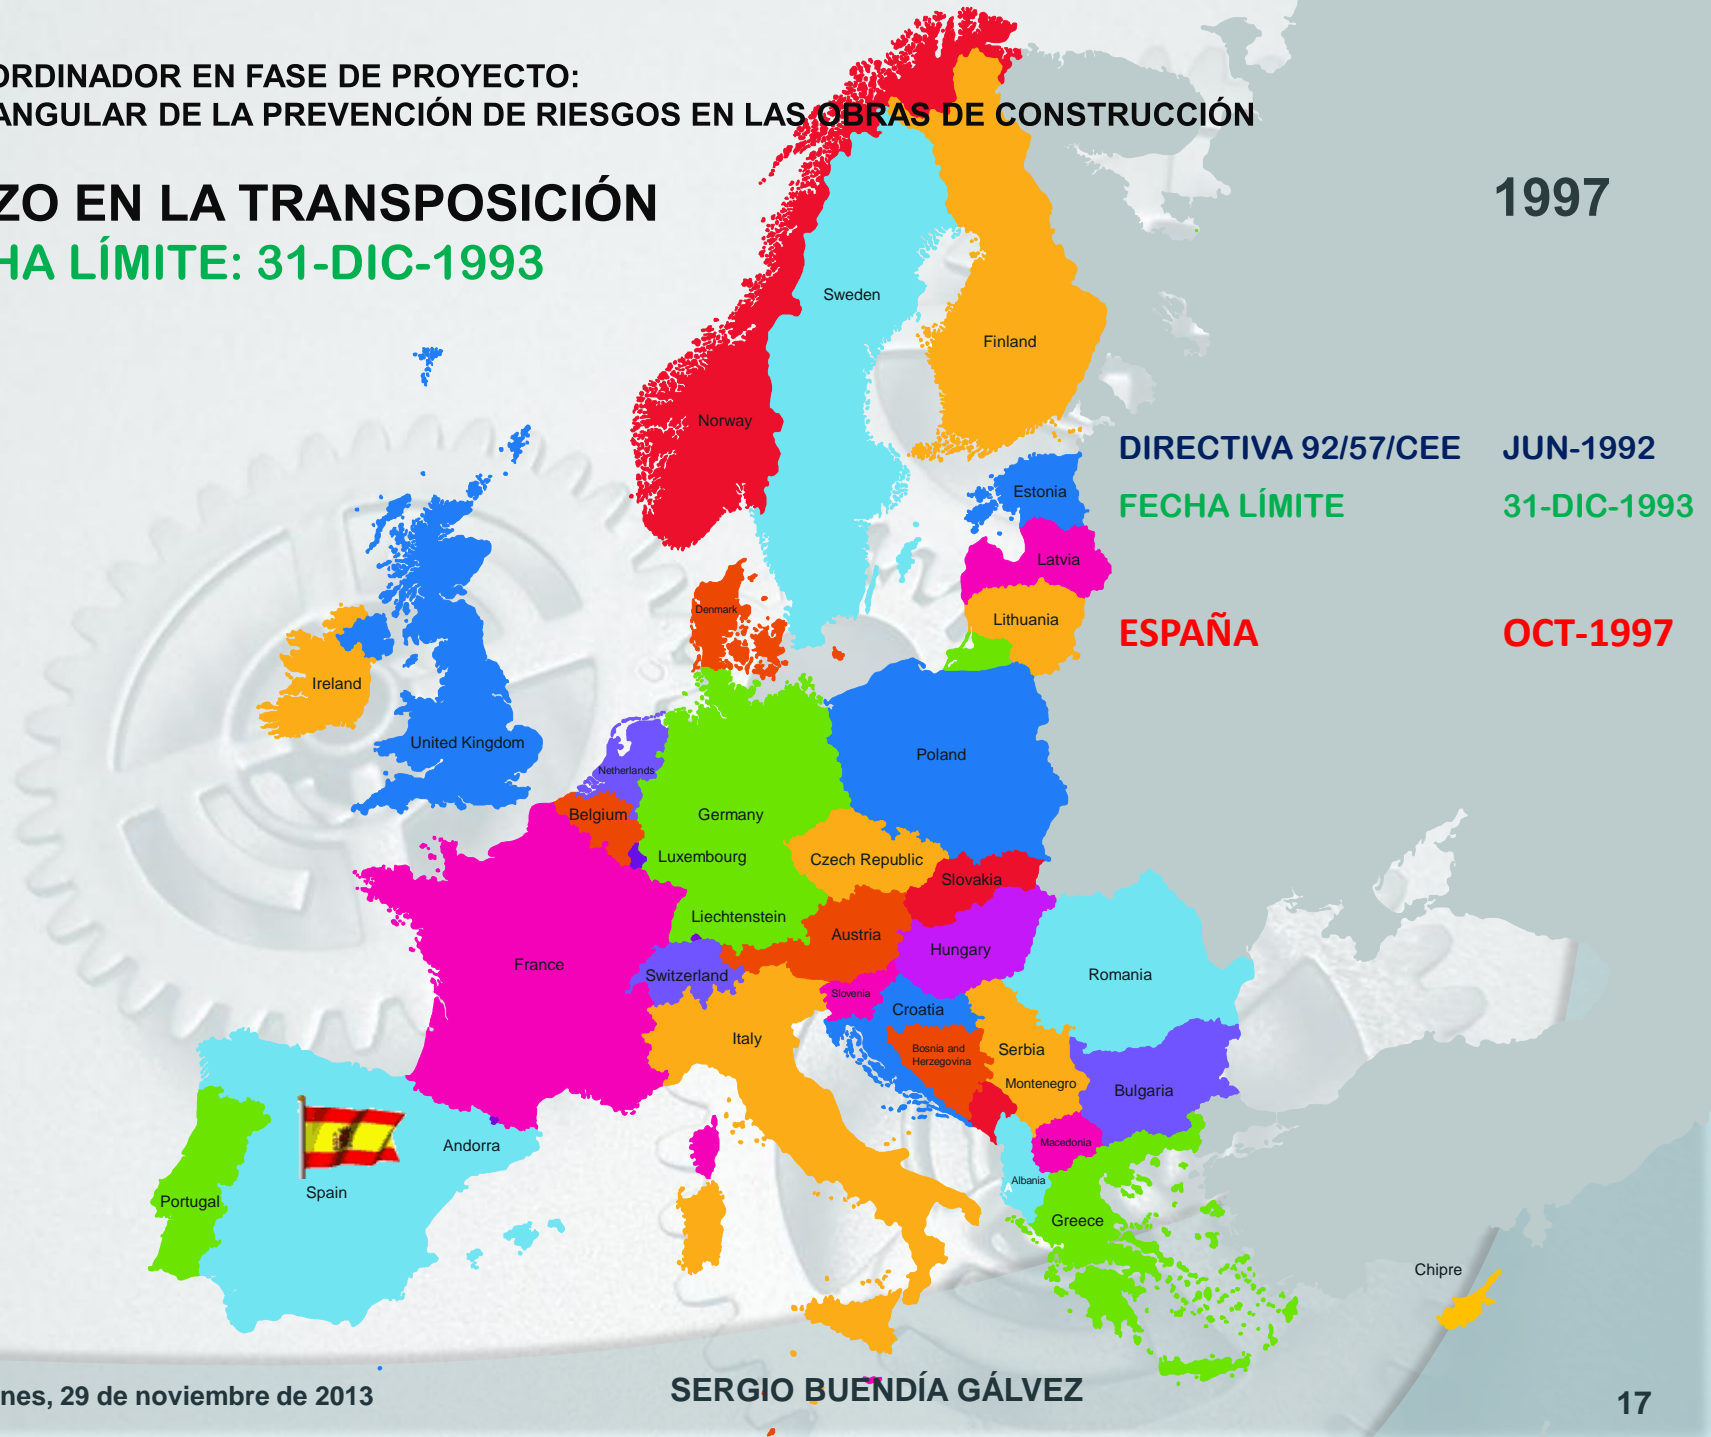 ORDINADOR EN FASE DE PROYECTO:
ANGULAR DE LA PREVENCIÓN DE RIESGOS EN LAS OBRAS DE CONSTRUCCIÓN
ZO EN LA TRANSPOSICIÓN
1997
HA LÍMITE: 31-DIC-1993
Sweden
Finland
Norway
DIRECTIVA 92/57/CEE JUN-1992
Estonia
FECHA LÍMITE 31-DIC-1993
Latvia
Denmark
Lithuania
ESPAÑA OCT-1997
Ireland
United Kingdom
Poland
Netherlands
Belgium
Germany
Luxembourg
Czech Republic
Slovakia
Liechtenstein
Austria
Hungary
France
Switzerland
Romania
Slovenia
Croatia
Italy
Bosnia and
Herzegovina
Serbia
Montenegro
Bulgaria
Andorra
Macedonia
Albania
Spain
Portugal
Greece
Chipre
nes, 29 de noviembre de 2013
SERGIO BUENDÍA GÁLVEZ
17